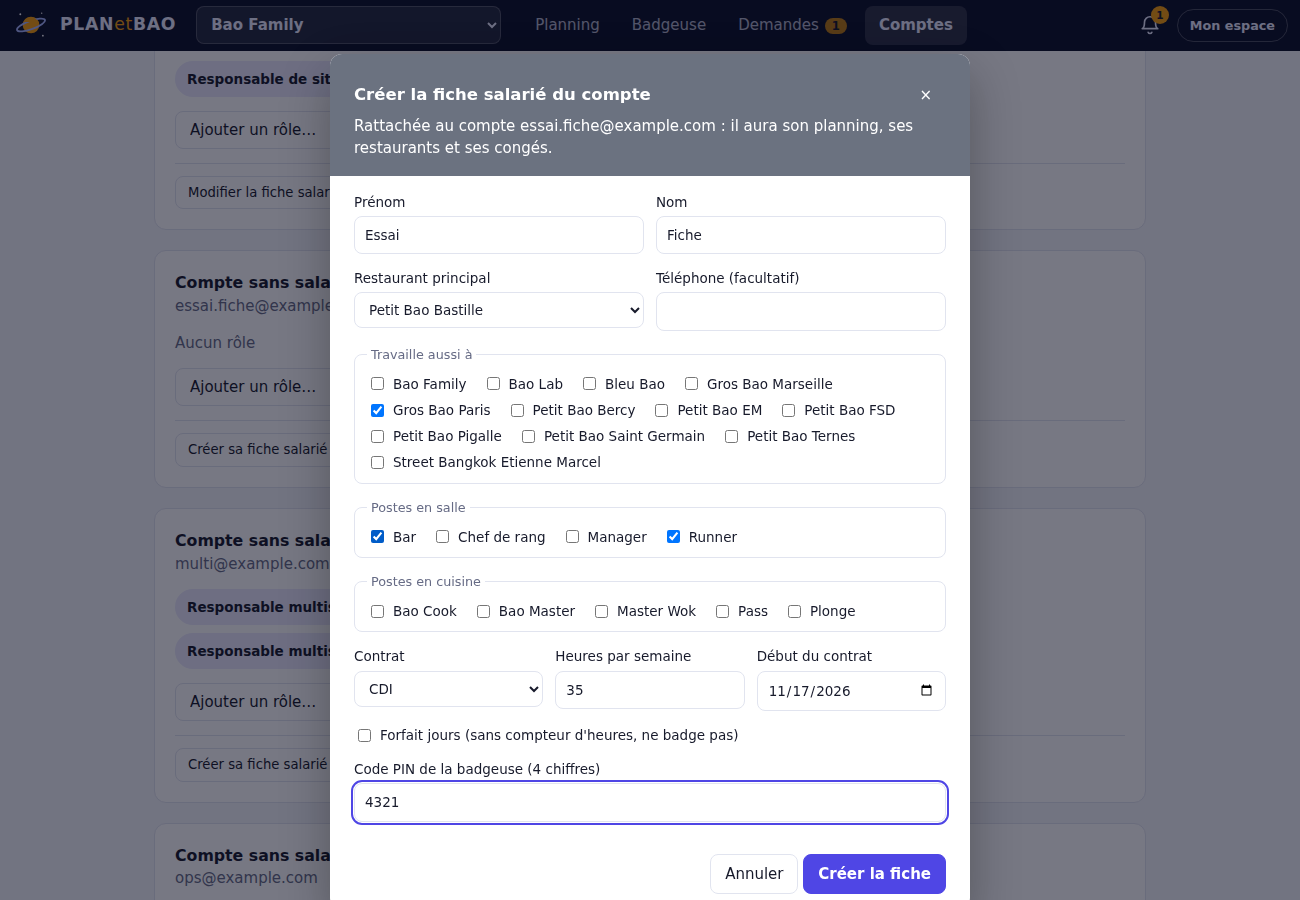 PLANetBAO
Bao Family
Planning
Badgeuse
Demandes 1
Comptes
1
Mon espace
Responsable de sit
Ajouter un rôle...
Modifier la fiche salar
Compte sans sala
essai.fiche@example
Aucun rôle
Ajouter un rôle...
Créer sa fiche salarié
Compte sans sala
multi@example.com
Responsable multis
Responsable multis
Ajouter un rôle...
Créer sa fiche salarié
Compte sans sala
ops@example.com
Créer la fiche salarié du compte
×
Rattachée au compte essai.fiche@example.com : il aura son planning, ses
restaurants et ses congés.
Prénom
Nom
Essai
Fiche
Restaurant principal
Téléphone (facultatif)
Petit Bao Bastille
Travaille aussi à
Bao Family Bao Lab Bleu Bao Gros Bao Marseille
Gros Bao Paris Petit Bao Bercy Petit Bao EM Petit Bao FSD
Petit Bao Pigalle Petit Bao Saint Germain Petit Bao Ternes
Street Bangkok Etienne Marcel
Postes en salle
Bar Chef de rang Manager Runner
Postes en cuisine
Bao Cook Bao Master Master Wok Pass Plonge
Contrat
Heures par semaine
Début du contrat
CDI
35
11/17/2026
Forfait jours (sans compteur d'heures, ne badge pas)
Code PIN de la badgeuse (4 chiffres)
4321
Annuler
Créer la fiche